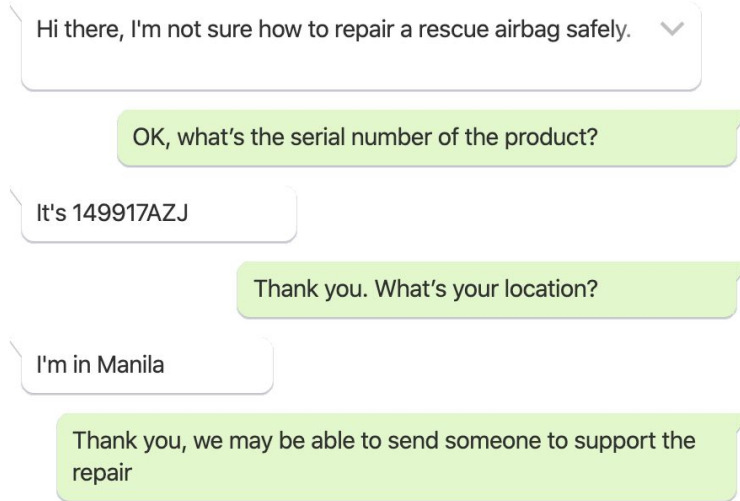 Hi there, I'm not sure how to repair a rescue airbag safely.
OK, what’s the serial number of the product?
It's 149917AZJ
Thank you. What’s your location?
I'm in Manila
Thank you, we may be able to send someone to support the
repair